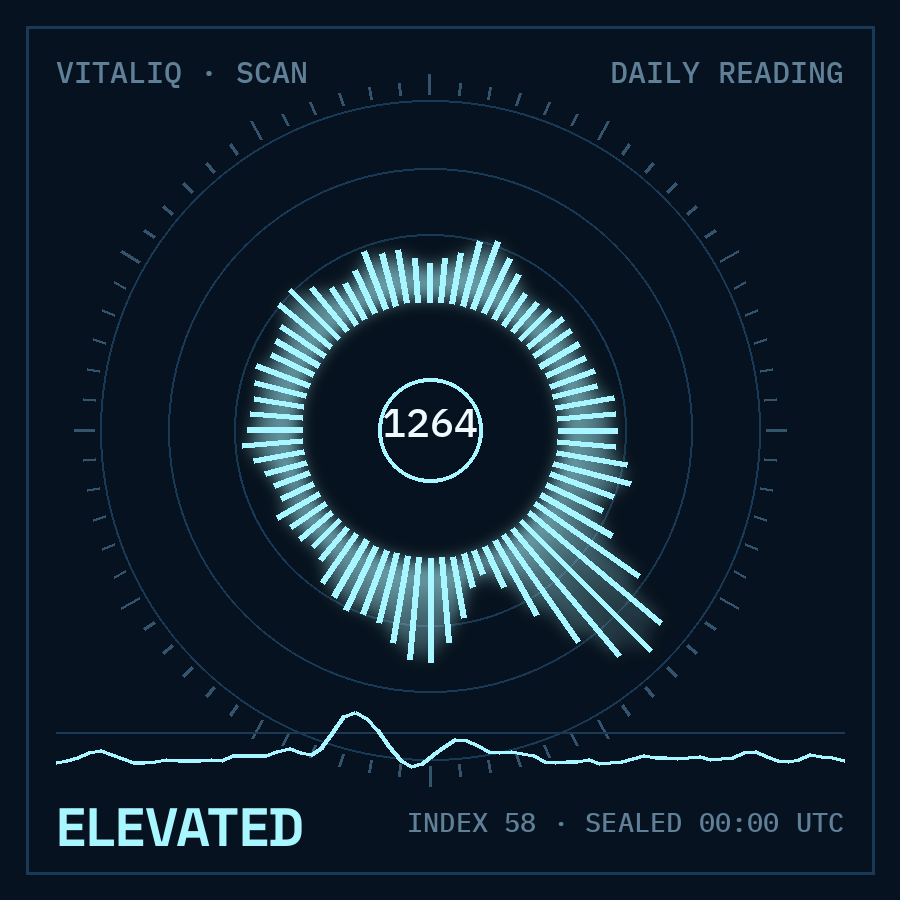 VITALIQ · SCAN
DAILY READING
1264
ELEVATED
INDEX 58 · SEALED 00:00 UTC